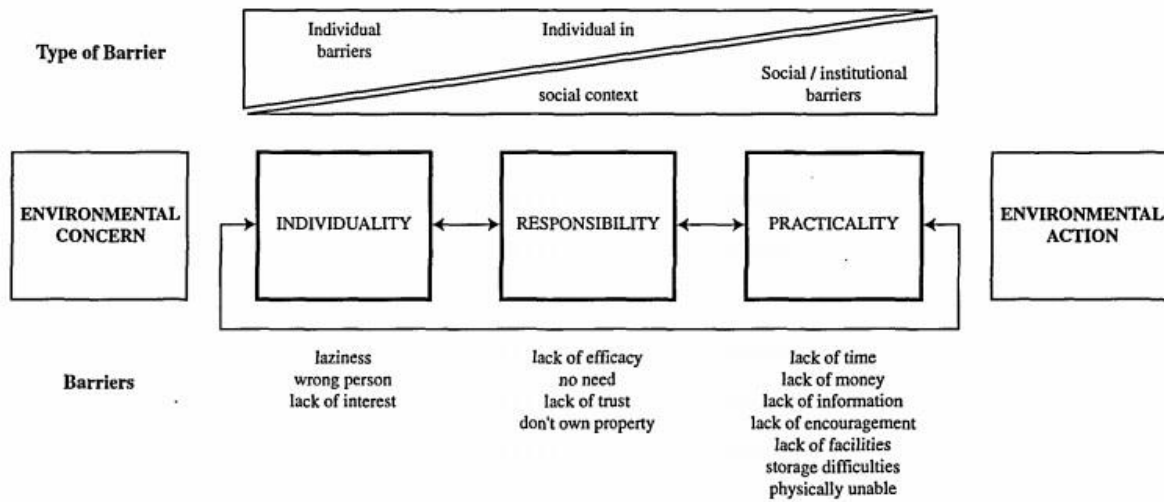 Type of Barrier
Individual
barriers
Individual in
social context
Social / institutional
barriers
ENVIRONMENTAL
CONCERN
INDIVIDUALITY
RESPONSIBILITY
PRACTICALITY
ENVIRONMENTAL
ACTION
Barriers
laziness
wrong person
lack of interest
lack of efficacy
no need
lack of trust
don't own property
lack of time
lack of money
lack of information
lack of encouragement
lack of facilities
storage difficulties
physically unable